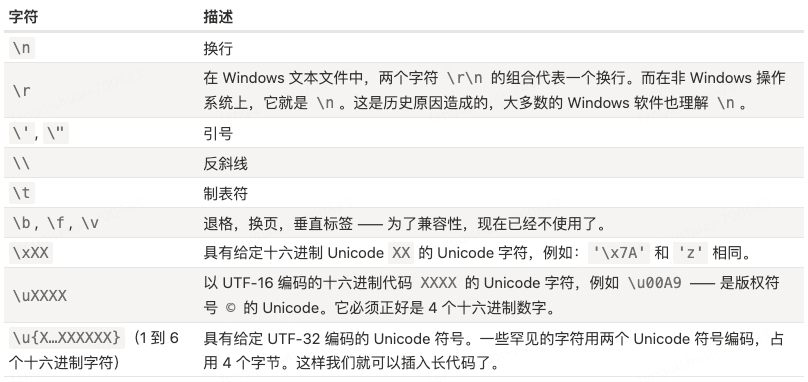 字符 描述
\n 换行
\r 在 Windows 文本文件中，两个字符 \r\n 的组合代表一个换行。而在非 Windows 操作
系统上，它就是 \n 。这是历史原因造成的，大多数的 Windows 软件也理解 \n 。
\' , \" 引号
\\ 反斜线
\t 制表符
\b , \f , \v 退格，换页，垂直标签 —— 为了兼容性，现在已经不使用了。
\xXX 具有给定十六进制 Unicode XX 的 Unicode 字符，例如： '\x7A' 和 'z' 相同。
\uXXXX 以 UTF-16 编码的十六进制代码 XXXX 的 Unicode 字符，例如 \u00A9 —— 是版权符
号 © 的 Unicode。它必须正好是 4 个十六进制数字。
\u{X…XXXXXX} （1 到 6 具有给定 UTF-32 编码的 Unicode 符号。一些罕见的字符用两个 Unicode 符号编码，占
个十六进制字符） 用 4 个字节。这样我们就可以插入长代码了。